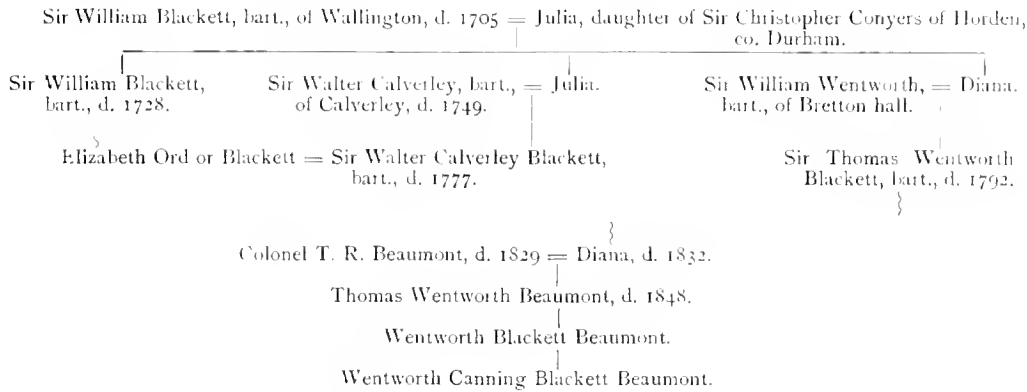 Sir William Blackett, bart., of Wallington, d. 1705 = Julia, daughter of Sir Christopher Conyers of Horden,
co. Durham.
Sir William Blackett,
bart., d. 1728.
Sir Walter Calverley, bart., = Julia.
of Calverley, d. 1749.
Sir William Wentworth, = Diana.
bart., of Bretton hall.
Elizabeth Ord or Blackett = Sir Walter Calverley Blackett,
bart., d. 1777.
Sir Thomas Wentworth
Blackett, bart., d. 1792.
Colonel T. R. Beaumont, d. 1829 = Diana, d. 1832.
Thomas Wentworth Beaumont, d. 1848.
Wentworth Blackett Beaumont.
Wentworth Canning Blackett Beaumont.